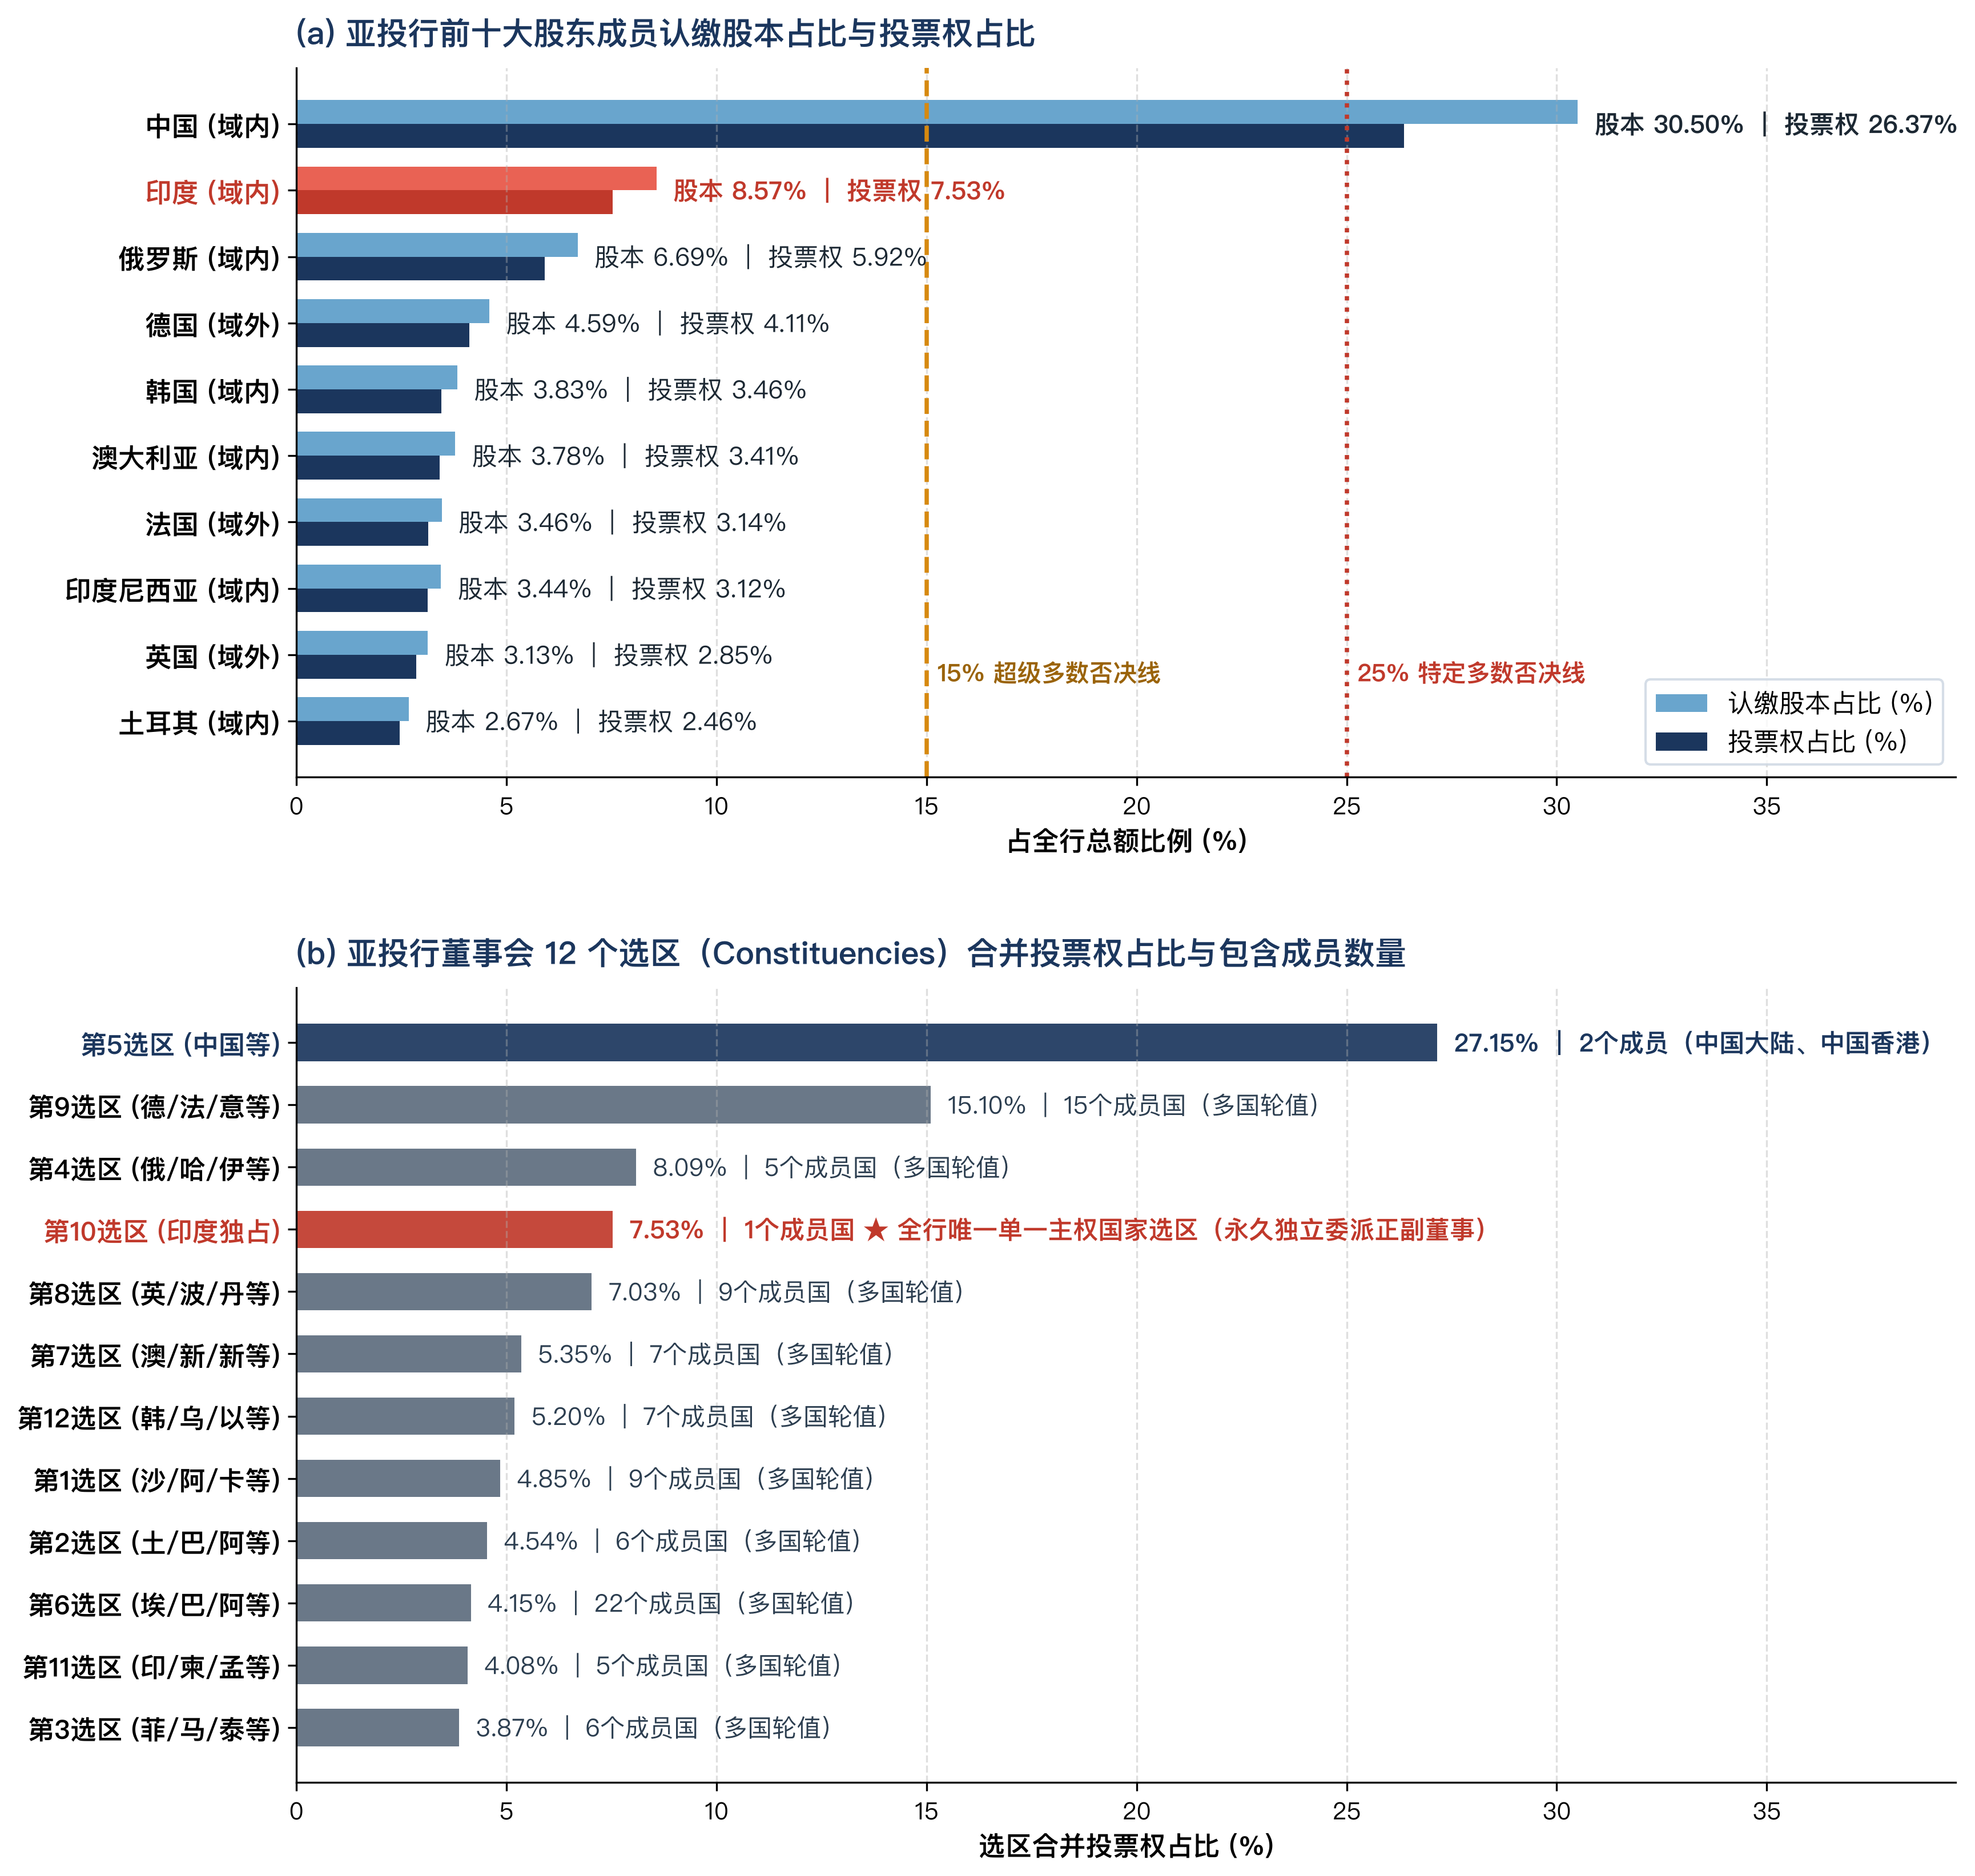 (a) 亚投行前十大股东成员认缴股本占比与投票权占比
中国 (域内)
股本 30.50% | 投票权 26.37%
印度 (域内)
股本 8.57% | 投票权 7.53%
俄罗斯 (域内)
股本 6.69% | 投票权 5.92%
德国 (域外)
股本 4.59% | 投票权 4.11%
韩国 (域内)
股本 3.83% | 投票权 3.46%
澳大利亚 (域内)
股本 3.78% | 投票权 3.41%
法国 (域外)
股本 3.46% | 投票权 3.14%
印度尼西亚 (域内)
股本 3.44% | 投票权 3.12%
英国 (域外)
股本 3.13% | 投票权 2.85%
15% 超级多数否决线
25% 特定多数否决线
土耳其 (域内)
股本 2.67% | 投票权 2.46%
认缴股本占比 (%)
投票权占比 (%)
0 5 10 15 20 25 30 35
占全行总额比例 (%)
(b) 亚投行董事会 12 个选区（Constituencies）合并投票权占比与包含成员数量
第5选区 (中国等)
27.15% | 2个成员（中国大陆、中国香港）
第9选区 (德/法/意等)
15.10% | 15个成员国（多国轮值）
第4选区 (俄/哈/伊等)
8.09% | 5个成员国（多国轮值）
第10选区 (印度独占)
7.53% | 1个成员国 ★ 全行唯一单一主权国家选区（永久独立委派正副董事）
第8选区 (英/波/丹等)
7.03% | 9个成员国（多国轮值）
第7选区 (澳/新/新等)
5.35% | 7个成员国（多国轮值）
第12选区 (韩/乌/以等)
5.20% | 7个成员国（多国轮值）
第1选区 (沙/阿/卡等)
4.85% | 9个成员国（多国轮值）
第2选区 (土/巴/阿等)
4.54% | 6个成员国（多国轮值）
第6选区 (埃/巴/阿等)
4.15% | 22个成员国（多国轮值）
第11选区 (印/柬/孟等)
4.08% | 5个成员国（多国轮值）
第3选区 (菲/马/泰等)
3.87% | 6个成员国（多国轮值）
0 5 10 15 20 25 30 35
选区合并投票权占比 (%)